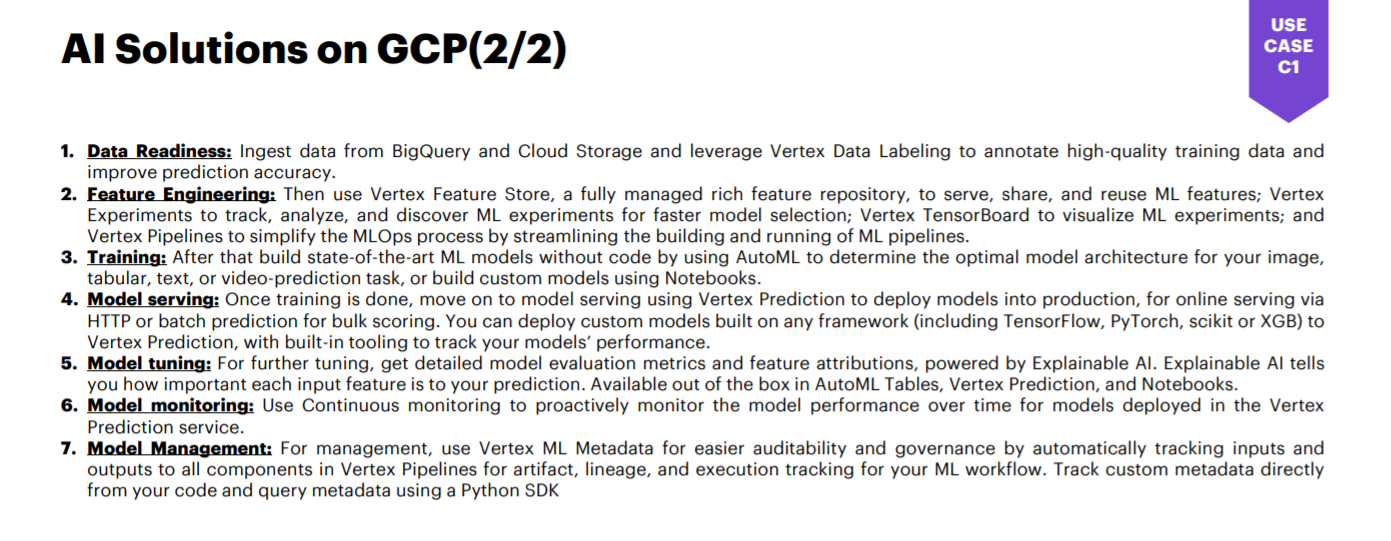 AI Solutions on GCP(2/2)
USE
CASE
C1
1. Data Readiness: Ingest data from BigQuery and Cloud Storage and leverage Vertex Data Labeling to annotate high-quality training data and
improve prediction accuracy.
2. Feature Engineering: Then use Vertex Feature Store, a fully managed rich feature repository, to serve, share, and reuse ML features; Vertex
Experiments to track, analyze, and discover ML experiments for faster model selection; Vertex TensorBoard to visualize ML experiments; and
Vertex Pipelines to simplify the MLOps process by streamlining the building and running of ML pipelines.
3. Training: After that build state-of-the-art ML models without code by using AutoML to determine the optimal model architecture for your image,
tabular, text, or video-prediction task, or build custom models using Notebooks.
4. Model serving: Once training is done, move on to model serving using Vertex Prediction to deploy models into production, for online serving via
HTTP or batch prediction for bulk scoring. You can deploy custom models built on any framework (including TensorFlow, PyTorch, scikit or XGB) to
Vertex Prediction, with built-in tooling to track your models’ performance.
5. Model tuning: For further tuning, get detailed model evaluation metrics and feature attributions, powered by Explainable AI. Explainable AI tells
you how important each input feature is to your prediction. Available out of the box in AutoML Tables, Vertex Prediction, and Notebooks.
6. Model monitoring: Use Continuous monitoring to proactively monitor the model performance over time for models deployed in the Vertex
Prediction service.
7. Model Management: For management, use Vertex ML Metadata for easier auditability and governance by automatically tracking inputs and
outputs to all components in Vertex Pipelines for artifact, lineage, and execution tracking for your ML workflow. Track custom metadata directly
from your code and query metadata using a Python SDK